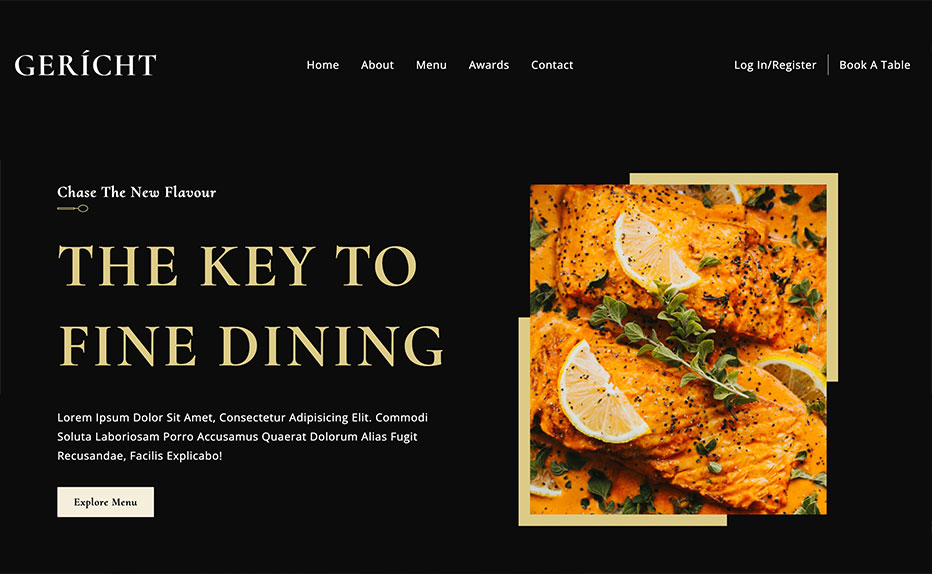 GERÍCHT
Home About Menu Awards Contact
Log In/Register Book A Table
Chase The New Flavour
THE KEY TO
FINE DINING
Lorem Ipsum Dolor Sit Amet, Consectetur Adipisicing Elit. Commodi
Soluta Laboriosam Porro Accusamus Quaerat Dolorum Alias Fugit
Recusandae, Facilis Explicabo!
Explore Menu